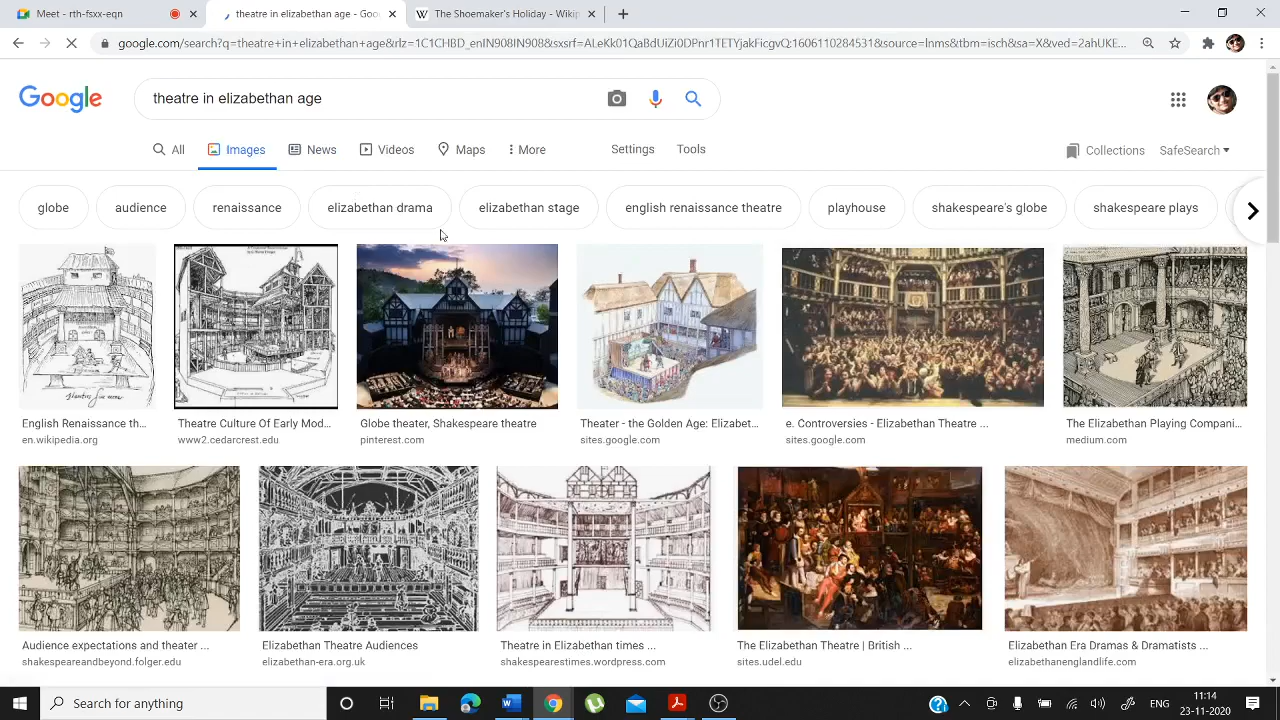 Meet - rth-fsxx-eqn
theatre in elizabethan age - Goo
The Shoemaker's Holiday - Wikip
google.com/search?q=theatre+in+elizabethan+age&rlz=1C1CHBD_enIN908IN908&sxsrf=ALeKk01QaBdUiZi0DPnr1TETYjakFicgvQ:1606110284531&source=lnms&tbm=isch&sa=X&ved=2ahUKE...
Google
theatre in elizabethan age
All
Images
News
Videos
Maps
More
Settings
Tools
Collections
SafeSearch
globe
audience
renaissance
elizabethan drama
elizabethan stage
english renaissance theatre
playhouse
shakespeare's globe
shakespeare plays
English Renaissance th...
en.wikipedia.org
Theatre Culture Of Early Mod...
www2.cedarcrest.edu
Globe theater, Shakespeare theatre
pinterest.com
Theater - the Golden Age: Elizabet...
sites.google.com
e. Controversies - Elizabethan Theatre ...
sites.google.com
The Elizabethan Playing Compani...
medium.com
Audience expectations and theater ...
shakespeareandbeyond.folger.edu
Elizabethan Theatre Audiences
elizabethan-era.org.uk
Theatre in Elizabethan times ...
shakespearestimes.wordpress.com
The Elizabethan Theatre | British ...
sites.udel.edu
Elizabethan Era Dramas & Dramatists ...
elizabethanenglandlife.com
Search for anything
ENG
11:14
23-11-2020